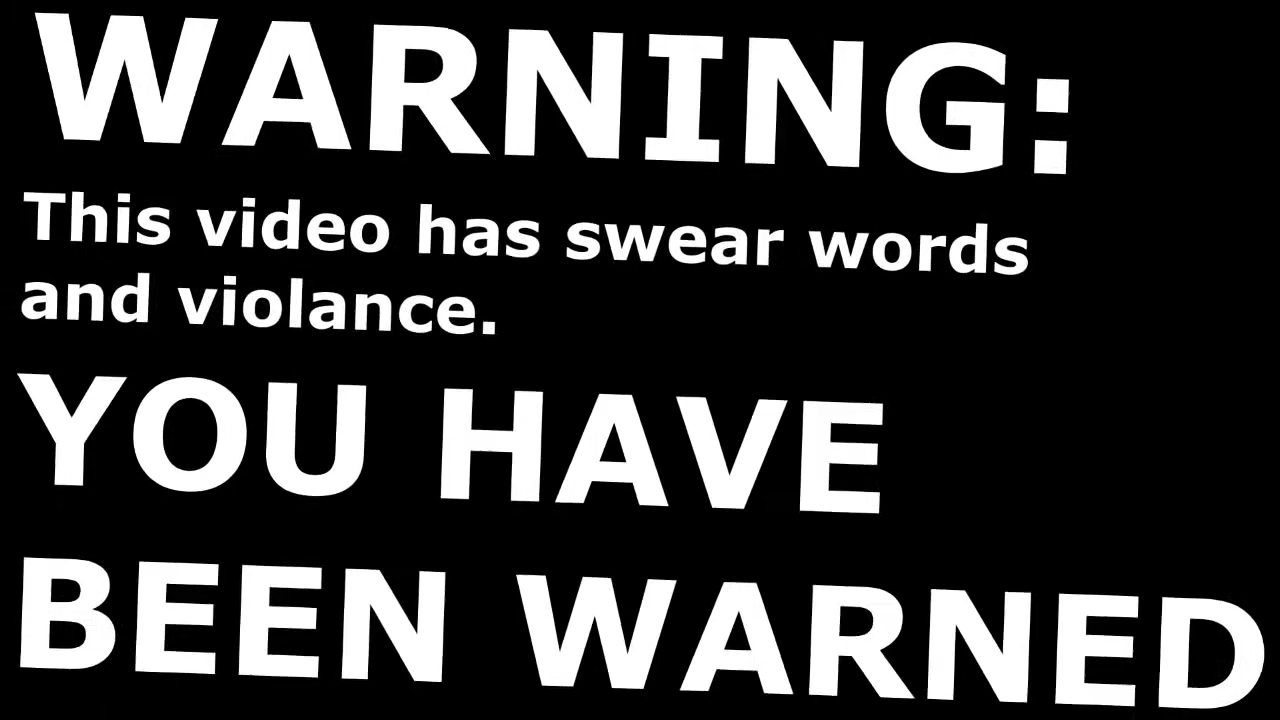 WARNING:
This video has swear words
and violance.
YOU HAVE
BEEN WARNED